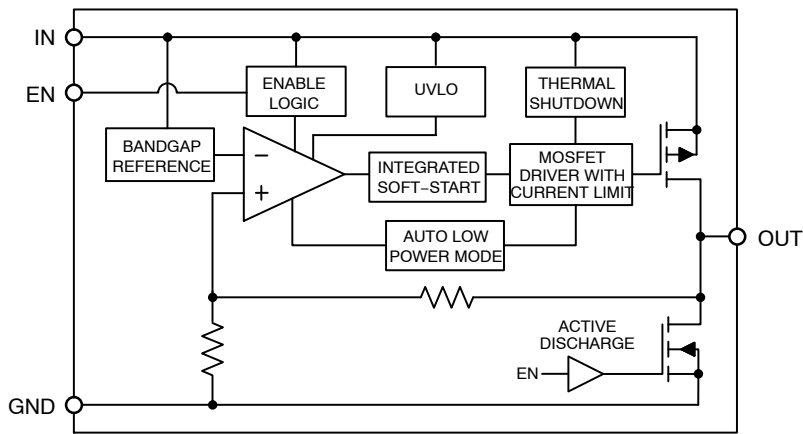 IN
EN
ENABLE
LOGIC
UVLO
THERMAL
SHUTDOWN
BANDGAP
REFERENCE
−
+
INTEGRATED
SOFT−START
MOSFET
DRIVER WITH
CURRENT LIMIT
AUTO LOW
POWER MODE
OUT
ACTIVE
DISCHARGE
EN
GND